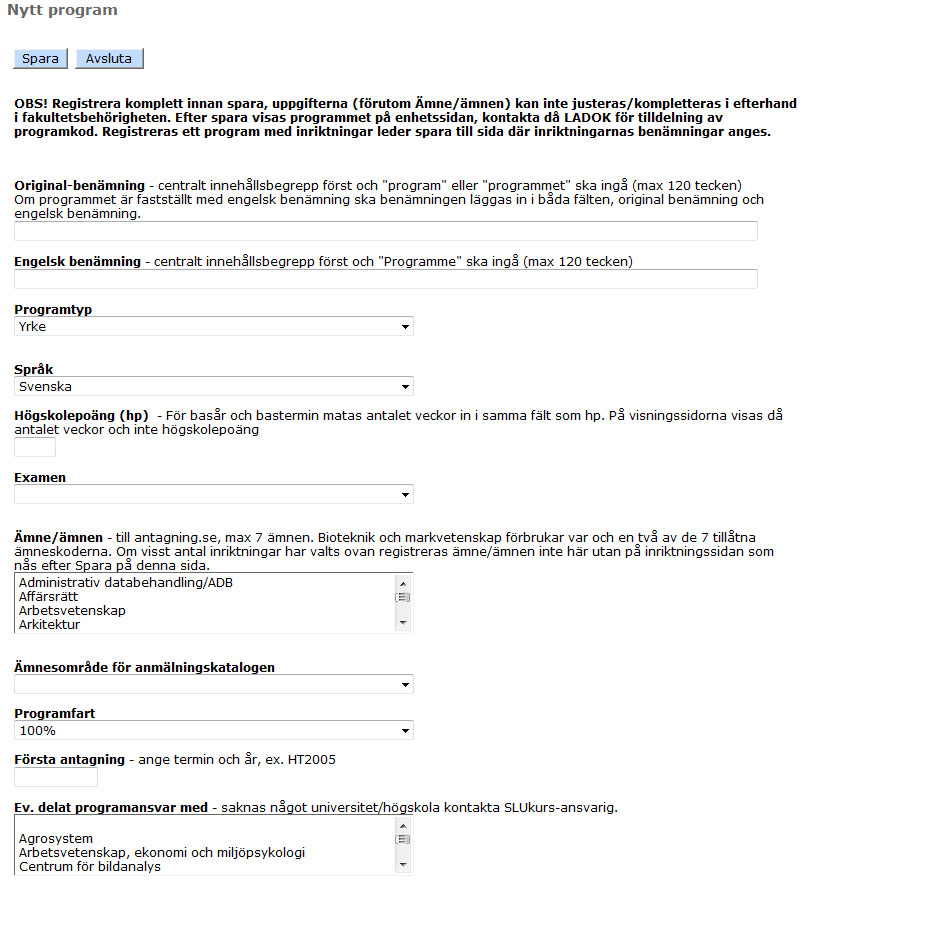 Nytt program
Spara Avsluta
OBS! Registrera komplett innan spara, uppgifterna (förutom Ämne/ämnen) kan inte justeras/kompletteras i efterhand
i fakultetsbehörigheten. Efter spara visas programmet på enhetssidan, kontakta då LADOK för tilldelning av
programkod. Registreras ett program med inriktningar leder spara till sida där inriktningarnas benämningar anges.
Original-benämning - centralt innehållsbegrepp först och "program" eller "programmet" ska ingå (max 120 tecken)
Om programmet är fastställt med engelsk benämning ska benämningen läggas in i båda fälten, original benämning och
engelsk benämning.
Engelsk benämning - centralt innehållsbegrepp först och "Programme" ska ingå (max 120 tecken)
Programtyp
Yrke
Språk
Svenska
Högskolepoäng (hp) - För basår och bastermin matas antalet veckor in i samma fält som hp. På visningssidorna visas då
antalet veckor och inte högskolepoäng
Examen
Ämne/ämnen - till antagning.se, max 7 ämnen. Bioteknik och markvetenskap förbrukar var och en två av de 7 tillåtna
ämneskoderna. Om visst antal inriktningar har valts ovan registreras ämne/ämnen inte här utan på inriktningssidan som
nås efter Spara på denna sida.
Administrativ databehandling/ADB
Affärsrätt
Arbetsvetenskap
Arkitektur
Ämnesområde för anmälningskatalogen
Programfart
100%
Första antagning - ange termin och år, ex. HT2005
Ev. delat programansvar med - saknas något universitet/högskola kontakta SLUkurs-ansvarig.
Agrosystem
Arbetsvetenskap, ekonomi och miljöpsykologi
Centrum för bildanalys